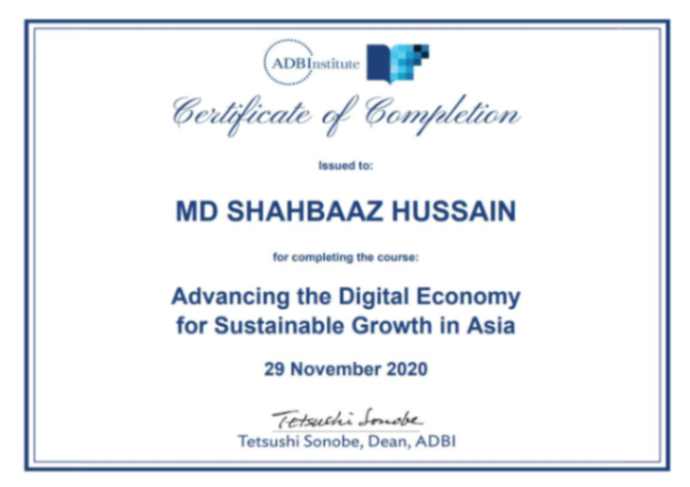 ADBInstitute
Certificate of Completion
Issued to:
MD SHAHBAAZ HUSSAIN
for completing the course:
Advancing the Digital Economy
for Sustainable Growth in Asia
29 November 2020
Tetsushi Sonobe
Tetsushi Sonobe, Dean, ADBI